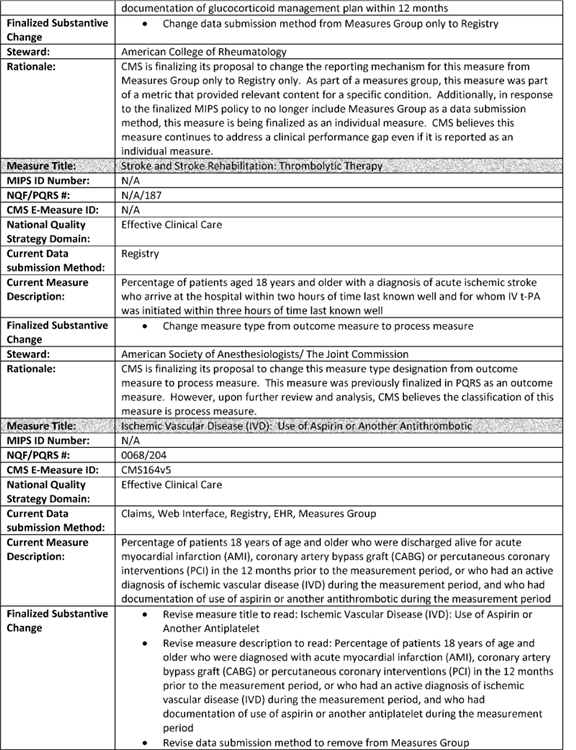 documentation of glucocorticoid management plan within 12 months
Finalized Substantive Change
• Change data submission method from Measures Group only to Registry
Steward: American College of Rheumatology
Rationale: CMS is finalizing its proposal to change the reporting mechanism for this measure from
Measures Group only to Registry only. As part of a measures group, this measure was part
of a metric that provided relevant content for a specific condition. Additionally, in response
to the finalized MIPS policy to no longer include Measures Group as a data submission
method, this measure is being finalized as an individual measure. CMS believes this
measure continues to address a clinical performance gap even if it is reported as an
individual measure.
Measure Title: Stroke and Stroke Rehabilitation: Thrombolytic Therapy
MIPS ID Number: N/A
NQF/PQRS #: N/A/187
CMS E-Measure ID: N/A
National Quality
Strategy Domain:
Effective Clinical Care
Current Data
submission Method:
Registry
Current Measure
Description:
Percentage of patients aged 18 years and older with a diagnosis of acute ischemic stroke
who arrive at the hospital within two hours of time last known well and for whom IV t-PA
was initiated within three hours of time last known well
Finalized Substantive
Change
• Change measure type from outcome measure to process measure
Steward: American Society of Anesthesiologists/ The Joint Commission
Rationale: CMS is finalizing its proposal to change this measure type designation from outcome
measure to process measure. This measure was previously finalized in PQRS as an outcome
measure. However, upon further review and analysis, CMS believes the classification of this
measure is process measure.
Measure Title: Ischemic Vascular Disease (IVD): Use of Aspirin or Another Antithrombotic
MIPS ID Number: N/A
NQF/PQRS #: 0068/204
CMS E-Measure ID: CMS164v5
National Quality
Strategy Domain:
Effective Clinical Care
Current Data
submission Method:
Claims, Web Interface, Registry, EHR, Measures Group
Current Measure
Description:
Percentage of patients 18 years of age and older who were discharged alive for acute
myocardial infarction (AMI), coronary artery bypass graft (CABG) or percutaneous coronary
interventions (PCI) in the 12 months prior to the measurement period, or who had an active
diagnosis of ischemic vascular disease (IVD) during the measurement period, and who had
documentation of use of aspirin or another antithrombotic during the measurement period
Finalized Substantive
Change
• Revise measure title to read: Ischemic Vascular Disease (IVD): Use of Aspirin or
Another Antiplatelet
• Revise measure description to read: Percentage of patients 18 years of age and
older who were diagnosed with acute myocardial infarction (AMI), coronary artery
bypass graft (CABG) or percutaneous coronary interventions (PCI) in the 12 months
prior to the measurement period, or who had an active diagnosis of ischemic
vascular disease (IVD) during the measurement period, and who had
documentation of use of aspirin or another antiplatelet during the measurement
period
• Revise data submission method to remove from Measures Group